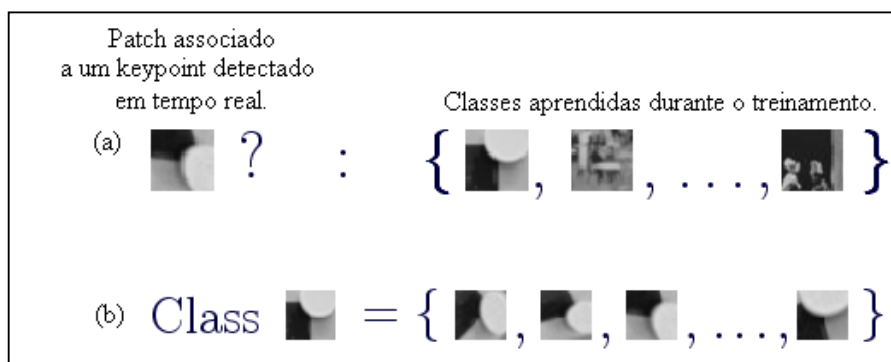 Patch associado
a um keypoint detectado
em tempo real.
Classes aprendidas durante o treinamento.
(a) ? : { , , . . . , }
(b) Class = { , , , . . . , }